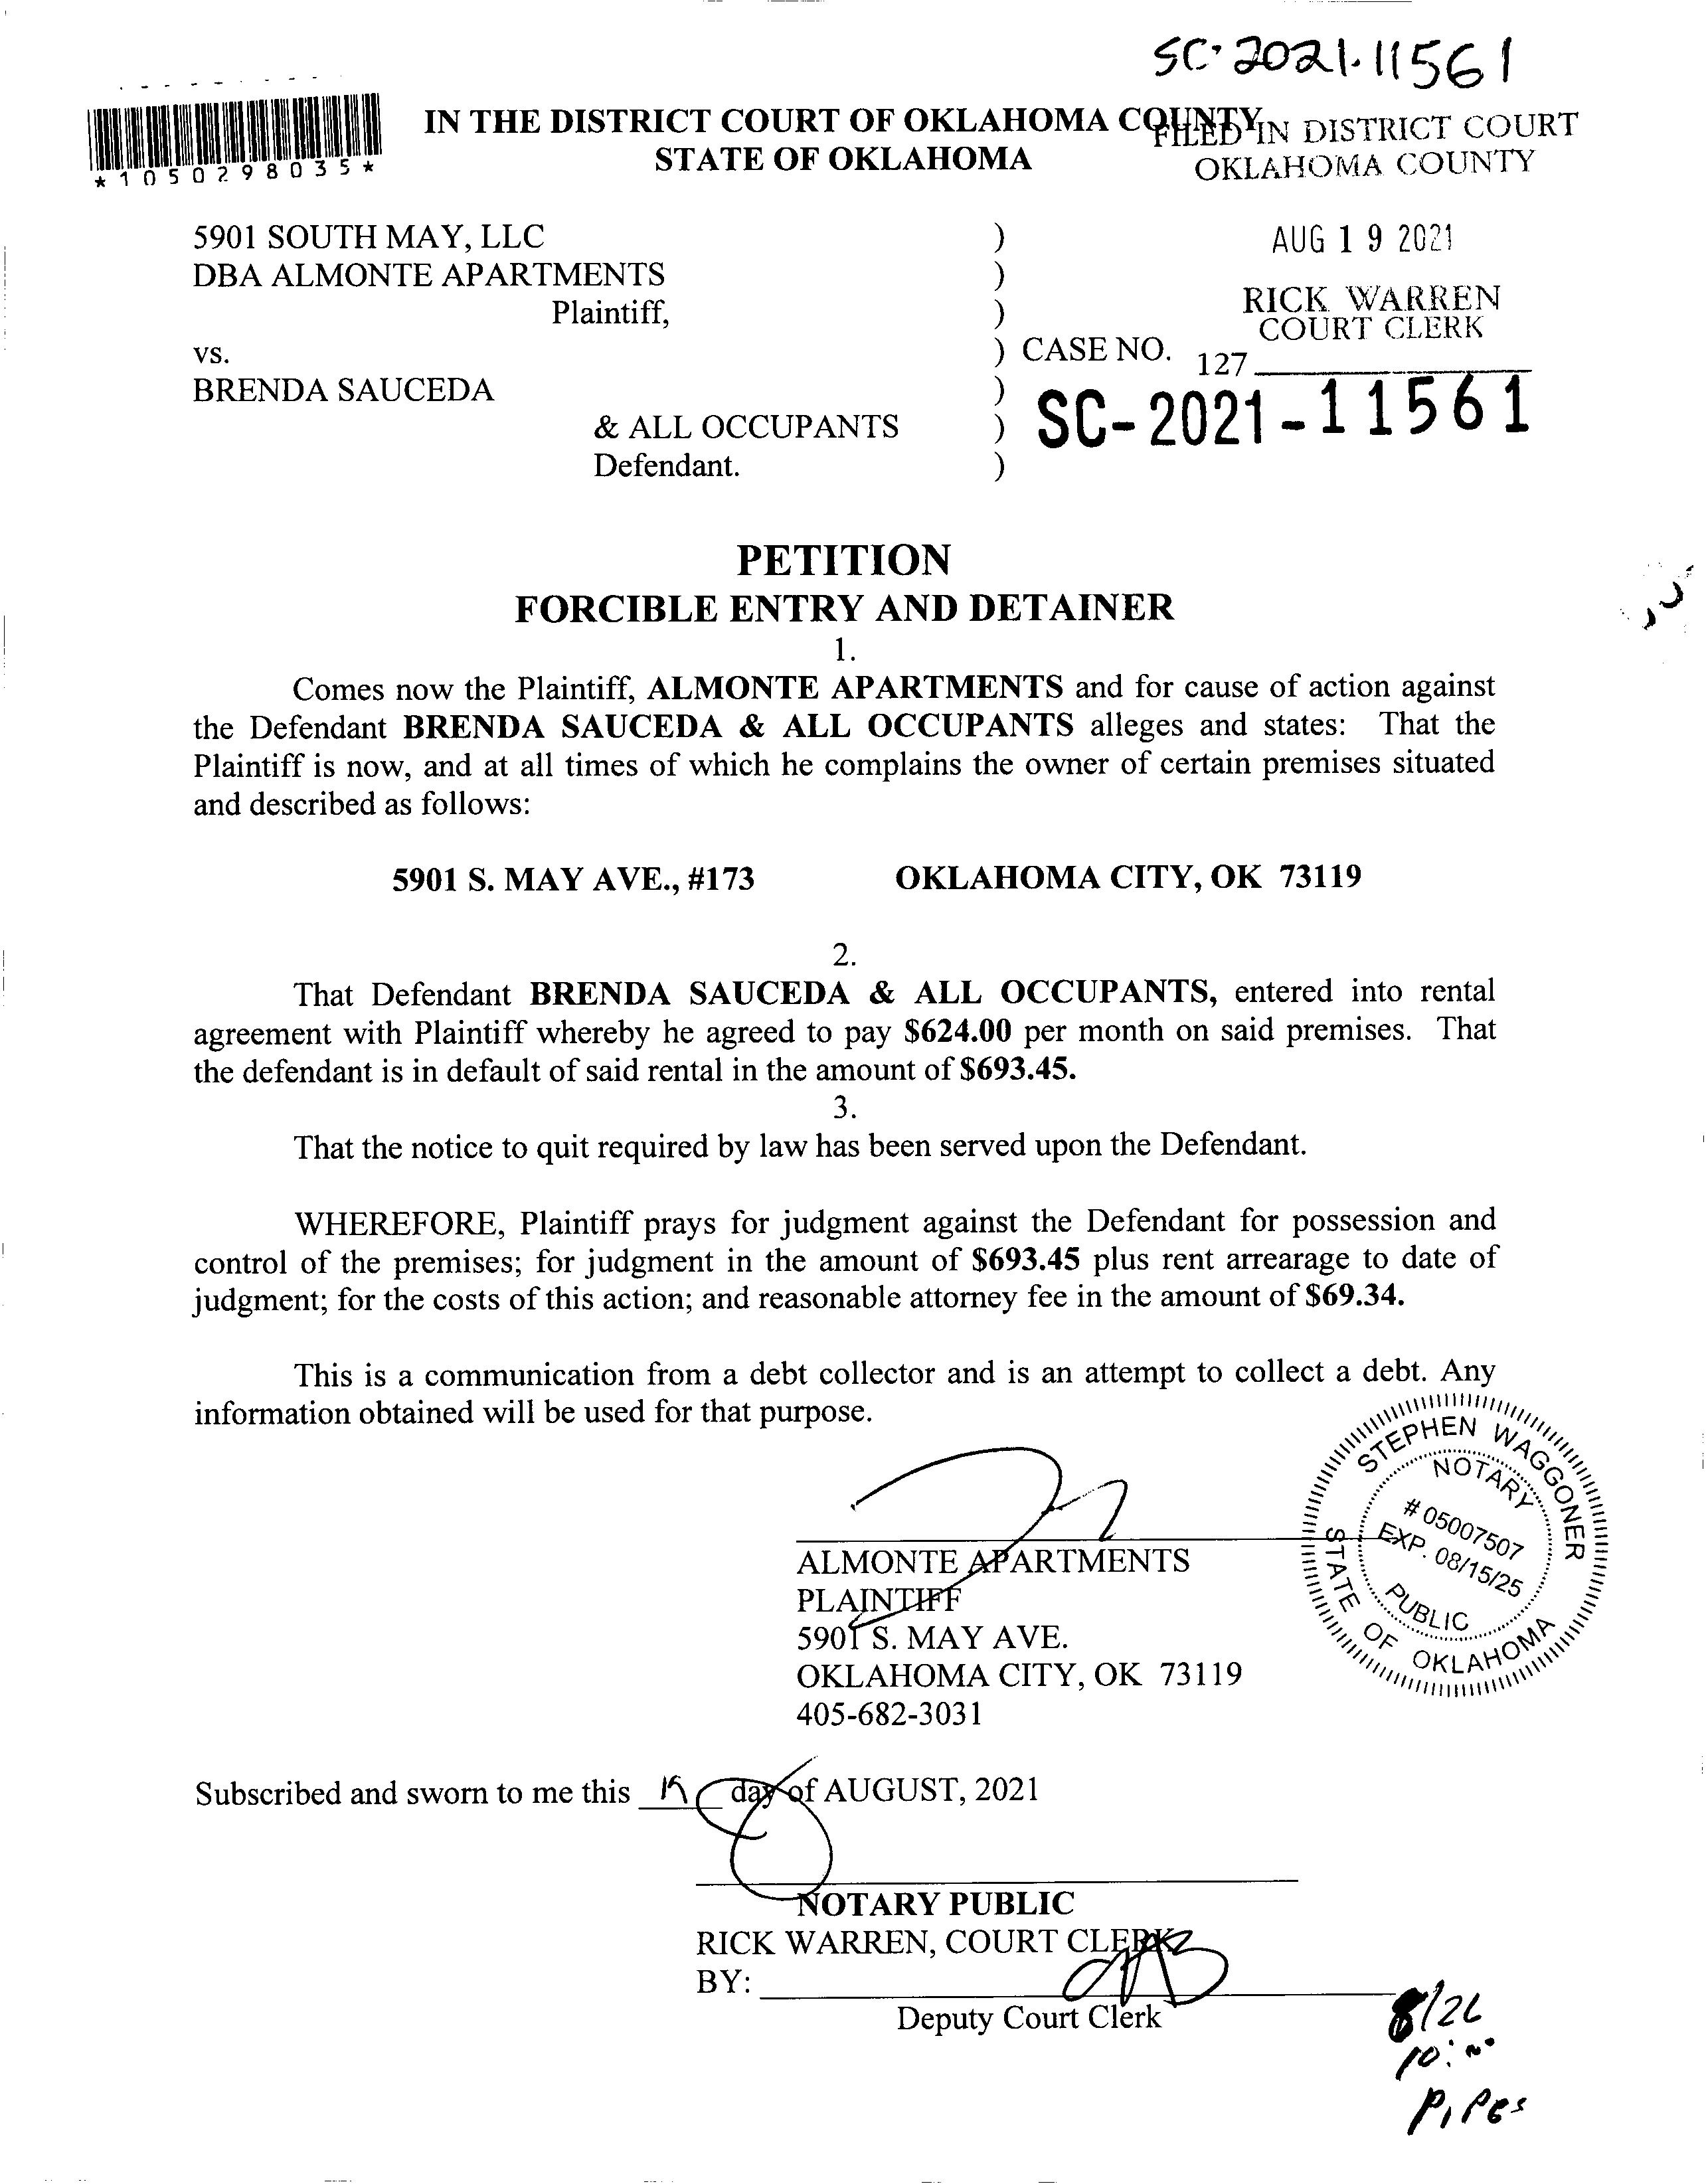 SC-2021-11561
*1050298035*
IN THE DISTRICT COURT OF OKLAHOMA COUNTY
STATE OF OKLAHOMA
FILED IN DISTRICT COURT
OKLAHOMA COUNTY
AUG 19 2021
RICK WARREN
COURT CLERK
127
5901 SOUTH MAY, LLC )
DBA ALMONTE APARTMENTS )
Plaintiff, )
vs. ) CASE NO.
BRENDA SAUCEDA )
& ALL OCCUPANTS ) SC-2021-11561
Defendant. )
PETITION
FORCIBLE ENTRY AND DETAINER
1.
Comes now the Plaintiff, ALMONTE APARTMENTS and for cause of action against
the Defendant BRENDA SAUCEDA & ALL OCCUPANTS alleges and states: That the
Plaintiff is now, and at all times of which he complains the owner of certain premises situated
and described as follows:
5901 S. MAY AVE., #173 OKLAHOMA CITY, OK 73119
2.
That Defendant BRENDA SAUCEDA & ALL OCCUPANTS, entered into rental
agreement with Plaintiff whereby he agreed to pay $624.00 per month on said premises. That
the defendant is in default of said rental in the amount of $693.45.
3.
That the notice to quit required by law has been served upon the Defendant.
WHEREFORE, Plaintiff prays for judgment against the Defendant for possession and
control of the premises; for judgment in the amount of $693.45 plus rent arrearage to date of
judgment; for the costs of this action; and reasonable attorney fee in the amount of $69.34.
This is a communication from a debt collector and is an attempt to collect a debt. Any
information obtained will be used for that purpose.
STEPHEN WAGGONER
NOTARY
# 05007507
EXP. 08/15/25
PUBLIC
STATE OF OKLAHOMA
ALMONTE APARTMENTS
PLAINTIFF
5901 S. MAY AVE.
OKLAHOMA CITY, OK 73119
405-682-3031
Subscribed and sworn to me this 19 day of AUGUST, 2021
NOTARY PUBLIC
RICK WARREN, COURT CLERK
BY:
Deputy Court Clerk
8/26
PIPES